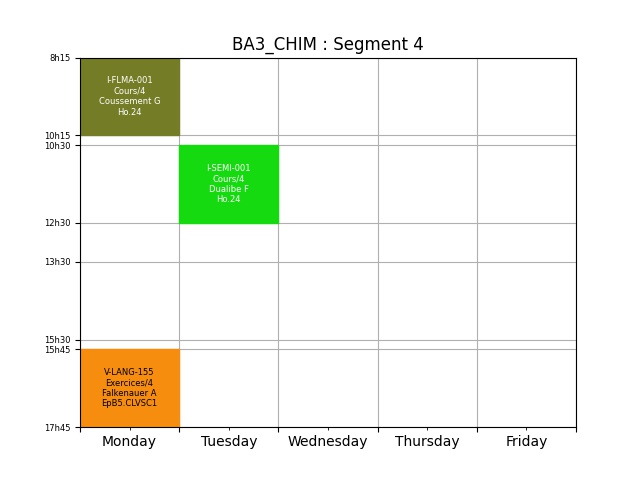 BA3_CHIM : Segment 4
8h15
I-FLMA-001
Cours/4
Coussement G
Ho.24
10h15
10h30
I-SEMI-001
Cours/4
Dualibe F
Ho.24
12h30
13h30
15h30
15h45
V-LANG-155
Exercices/4
Falkenauer A
EpB5.CLVSC1
17h45
Monday Tuesday Wednesday Thursday Friday